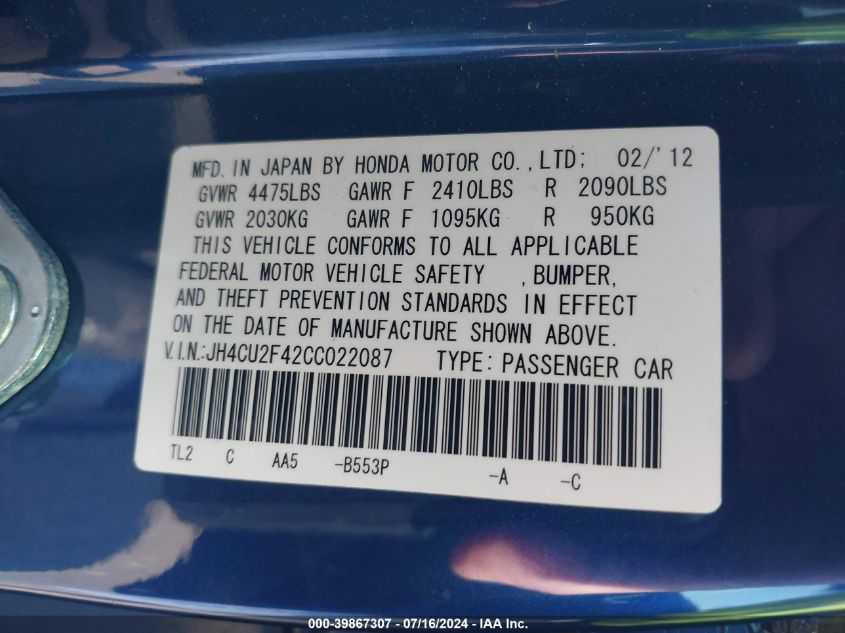 MFD. IN JAPAN BY HONDA MOTOR CO.,LTD; 02/'12
GVWR 4475LBS GAWR F 2410LBS R 2090LBS
GVWR 2030KG GAWR F 1095KG R 950KG
THIS VEHICLE CONFORMS TO ALL APPLICABLE
FEDERAL MOTOR VEHICLE SAFETY , BUMPER,
AND THEFT PREVENTION STANDARDS IN EFFECT
ON THE DATE OF MANUFACTURE SHOWN ABOVE.
V.I.N.:JH4CU2F42CC022087 TYPE: PASSENGER CAR
TL2 C AA5 -B553P -A -C
000-39867307 - 07/16/2024 - IAA Inc.